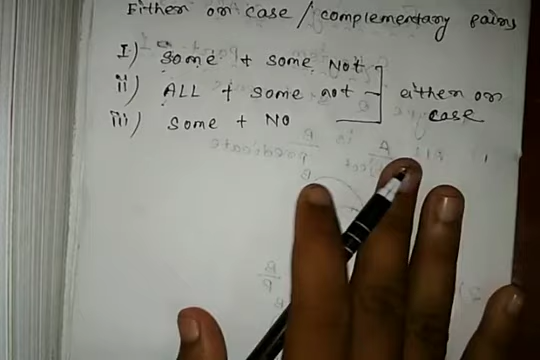 Either or case / complementary pairs
I) Some + some Not
ii) ALL + some not
iii) Some + NO
either or
case